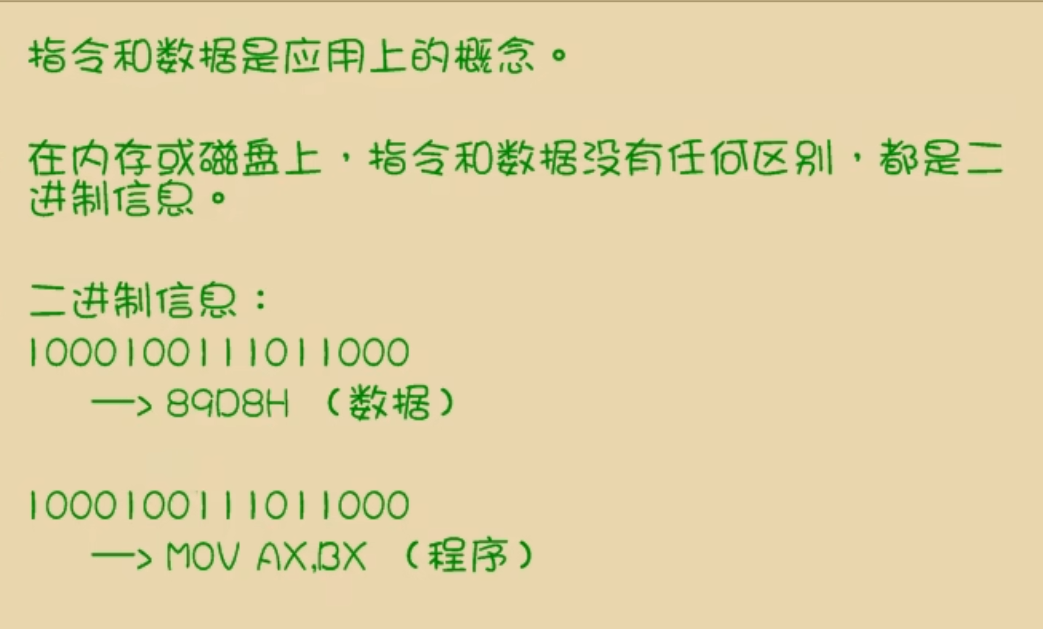 指令和数据是应用上的概念。
在内存或磁盘上，指令和数据没有任何区别，都是二
进制信息。
二进制信息：
1000100111011000
—> 89D8H （数据）
1000100111011000
—> MOV AX,BX （程序）